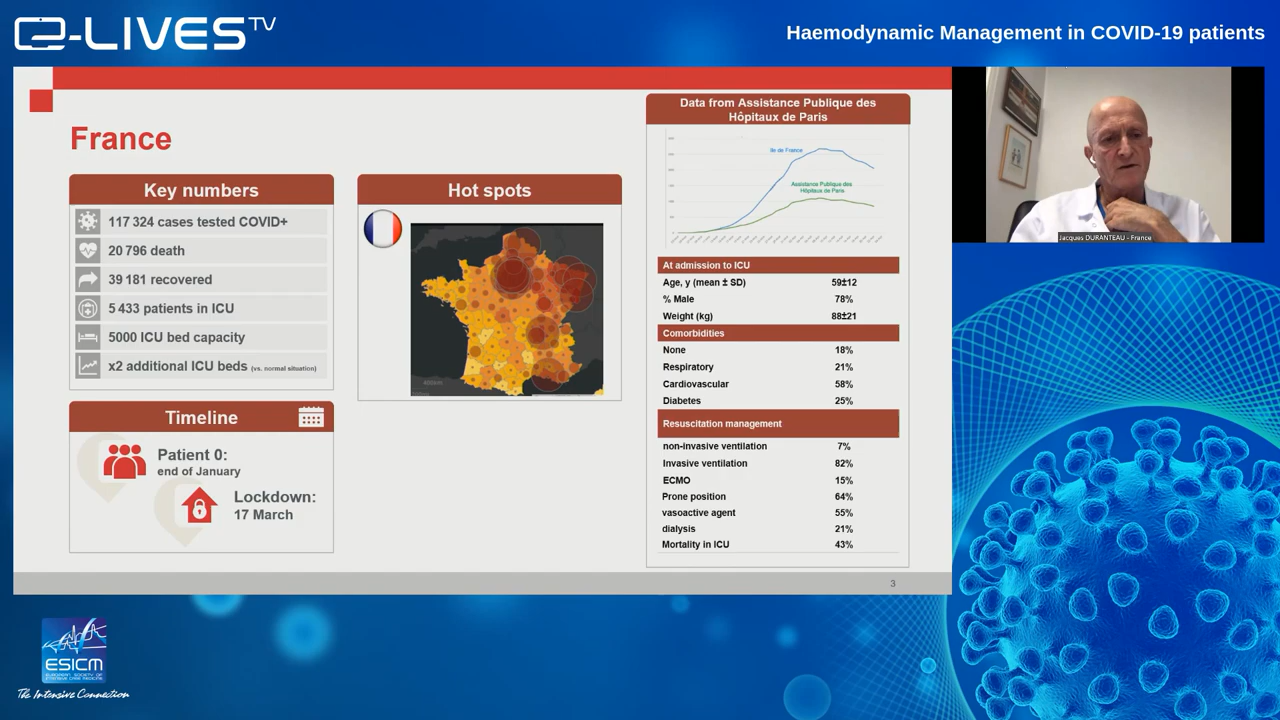 e-LIVES TV
Haemodynamic Management in COVID-19 patients
France
Key numbers
117 324 cases tested COVID+
20 796 death
39 181 recovered
5 433 patients in ICU
5000 ICU bed capacity
x2 additional ICU beds (vs. normal situation)
Timeline
Patient 0:
end of January
Lockdown:
17 March
Hot spots
Data from Assistance Publique des
Hôpitaux de Paris
Ile de France
Assistance Publique des
Hôpitaux de Paris
At admission to ICU
Age, y (mean ± SD) 59±12
% Male 78%
Weight (kg) 88±21
Comorbidities
None 18%
Respiratory 21%
Cardiovascular 58%
Diabetes 25%
Resuscitation management
non-invasive ventilation 7%
Invasive ventilation 82%
ECMO 15%
Prone position 64%
vasoactive agent 55%
dialysis 21%
Mortality in ICU 43%
3
Jacques DURANTEAU - France
ESICM
EUROPEAN SOCIETY OF
INTENSIVE CARE MEDICINE
The Intensive Connection